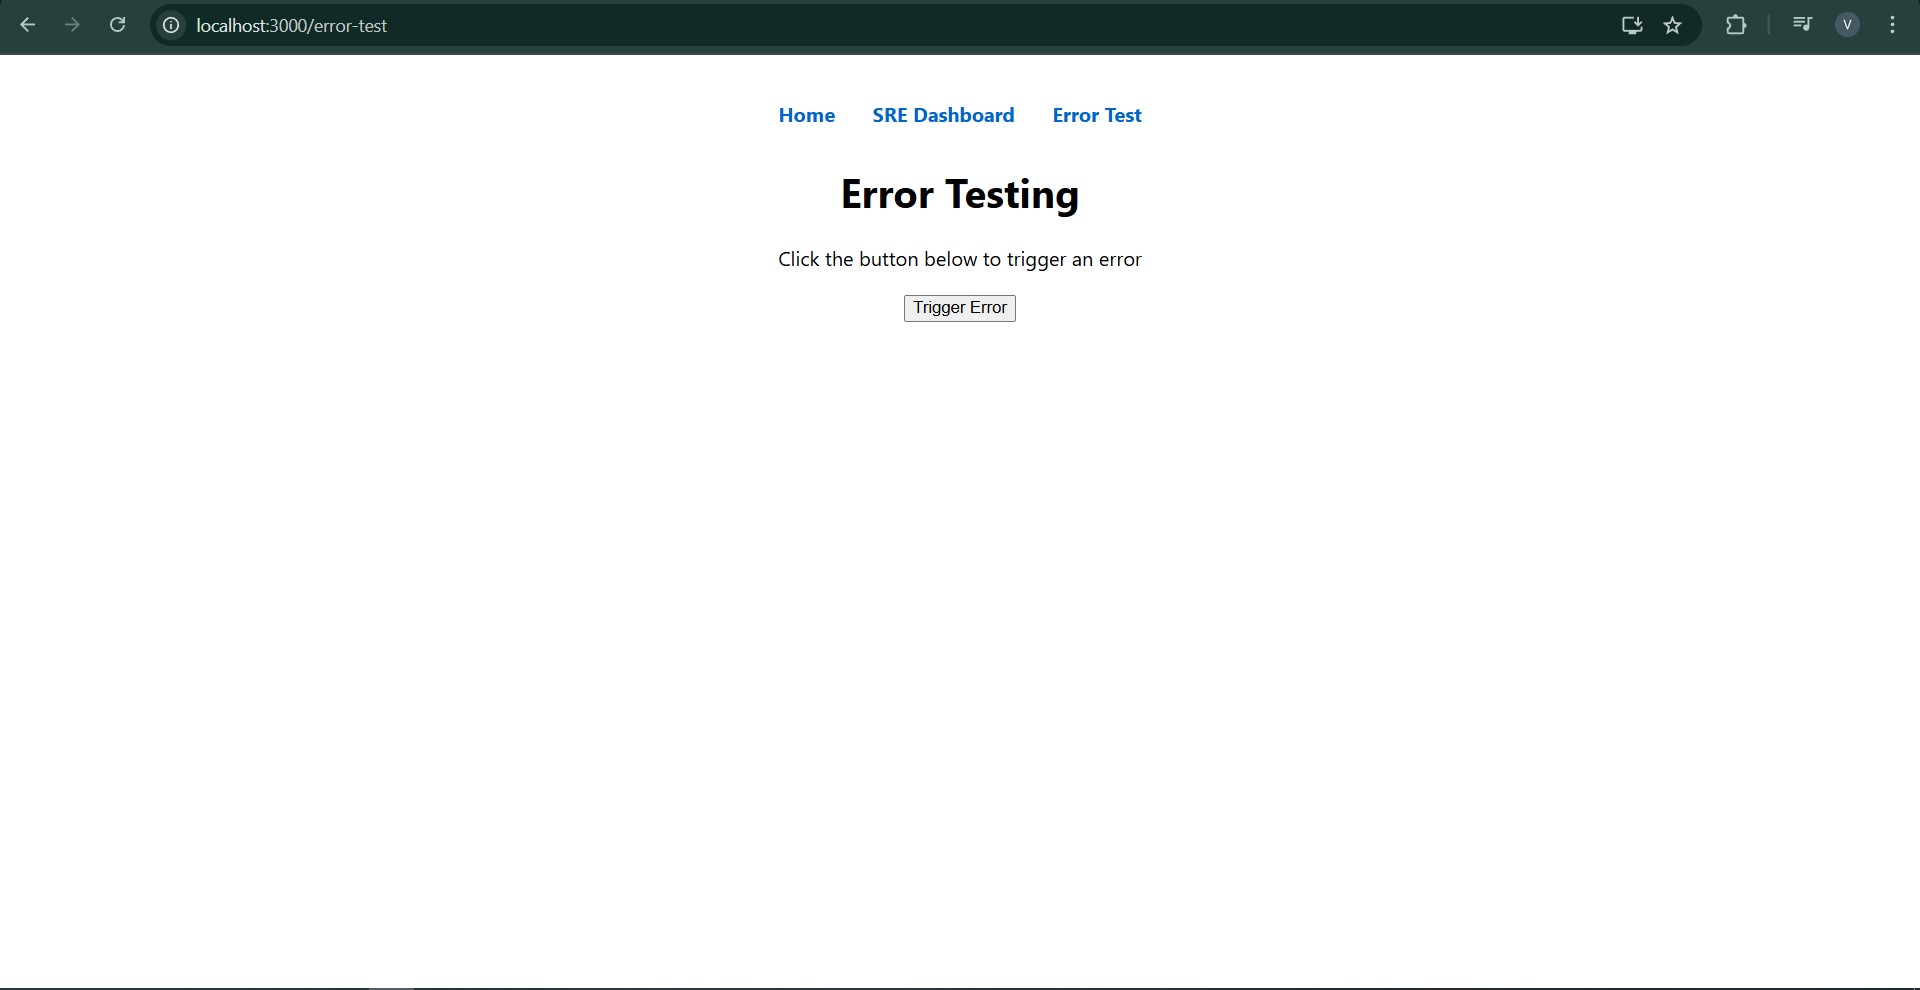 localhost:3000/error-test
V
Home SRE Dashboard Error Test
Error Testing
Click the button below to trigger an error
Trigger Error